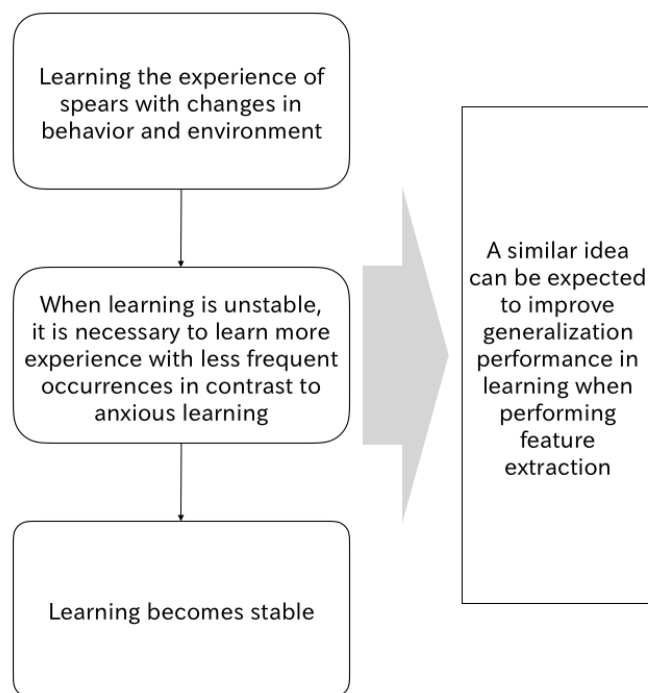 Learning the experience of
spears with changes in
behavior and environment
When learning is unstable,
it is necessary to learn more
experience with less frequent
occurrences in contrast to
anxious learning
Learning becomes stable
A similar idea
can be expected
to improve
generalization
performance in
learning when
performing
feature
extraction